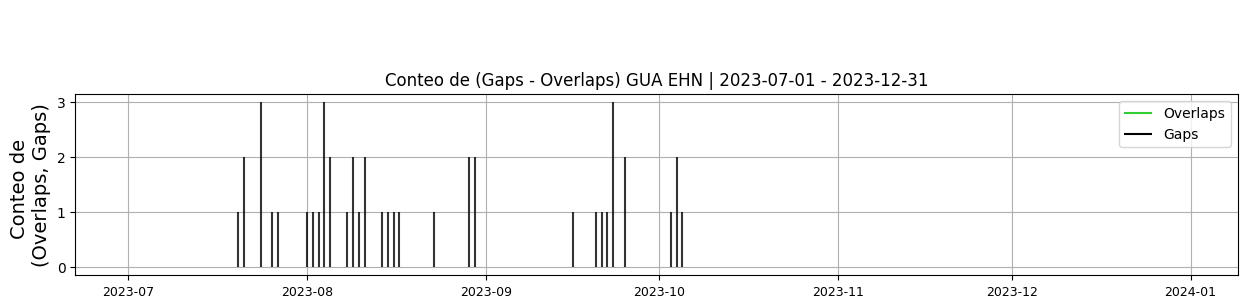 Conteo de (Gaps - Overlaps) GUA EHN | 2023-07-01 - 2023-12-31
Conteo de
(Overlaps, Gaps)
3
2
1
0
Overlaps
Gaps
2023-07
2023-08
2023-09
2023-10
2023-11
2023-12
2024-01